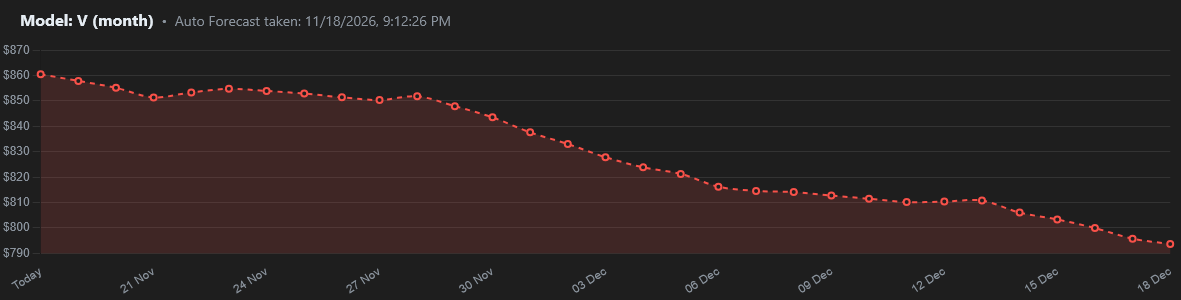 Model: V (month) • Auto Forecast taken: 11/18/2026, 9:12:26 PM
$870
$860
$850
$840
$830
$820
$810
$800
$790
Today
21 Nov
24 Nov
27 Nov
30 Nov
03 Dec
06 Dec
09 Dec
12 Dec
15 Dec
18 Dec